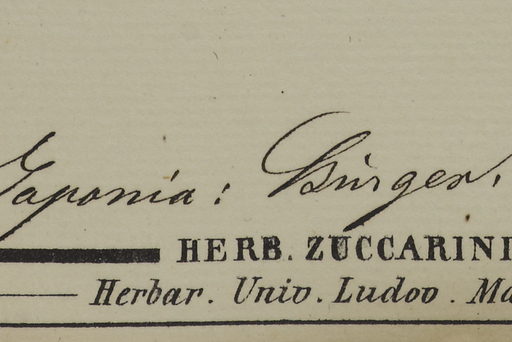 Japonia: Bürger.
HERB. ZUCCARINI
Herbar. Univ. Ludov. Ma